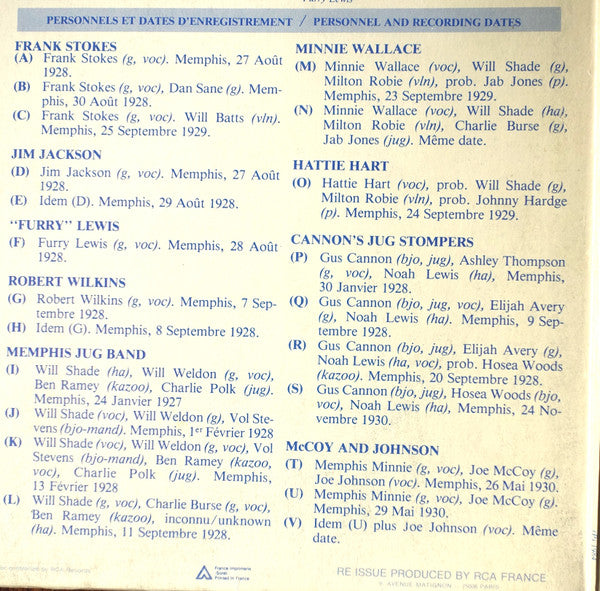 Furry Lewis
PERSONNELS ET DATES D'ENREGISTREMENT / PERSONNEL AND RECORDING DATES
FRANK STOKES
(A) Frank Stokes (g, voc). Memphis, 27 Août
1928.
(B) Frank Stokes (g, voc), Dan Sane (g). Mem-
phis, 30 Août 1928.
(C) Frank Stokes (g, voc). Will Batts (vln).
Memphis, 25 Septembre 1929.
JIM JACKSON
(D) Jim Jackson (g, voc). Memphis, 27 Août
1928.
(E) Idem (D). Memphis, 29 Août 1928.
"FURRY" LEWIS
(F) Furry Lewis (g, voc). Memphis, 28 Août
1928.
ROBERT WILKINS
(G) Robert Wilkins (g, voc). Memphis, 7 Sep-
tembre 1928.
(H) Idem (G). Memphis, 8 Septembre 1928.
MEMPHIS JUG BAND
(I) Will Shade (ha), Will Weldon (g, voc),
Ben Ramey (kazoo), Charlie Polk (jug).
Memphis, 24 Janvier 1927
(J) Will Shade (voc), Will Weldon (g), Vol Ste-
vens (bjo-mand). Memphis, 1er Février 1928
(K) Will Shade (voc), Will Weldon (g, voc), Vol
Stevens (bjo-mand), Ben Ramey (kazoo,
voc), Charlie Polk (jug). Memphis,
13 Février 1928
(L) Will Shade (g, voc), Charlie Burse (g, voc),
Ben Ramey (kazoo), inconnu/unknown
(ha). Memphis, 11 Septembre 1928.
MINNIE WALLACE
(M) Minnie Wallace (voc), Will Shade (g),
Milton Robie (vln), prob. Jab Jones (p).
Memphis, 23 Septembre 1929.
(N) Minnie Wallace (voc), Will Shade (ha),
Milton Robie (vln), Charlie Burse (g),
Jab Jones (jug). Même date.
HATTIE HART
(O) Hattie Hart (voc), prob. Will Shade (g),
Milton Robie (vln), prob. Johnny Hardge
(p). Memphis, 24 Septembre 1929.
CANNON'S JUG STOMPERS
(P) Gus Cannon (bjo, jug), Ashley Thompson
(g, voc), Noah Lewis (ha), Memphis,
30 Janvier 1928.
(Q) Gus Cannon (bjo, jug, voc), Elijah Avery
(g), Noah Lewis (ha). Memphis, 9 Sep-
tembre 1928.
(R) Gus Cannon (bjo, jug), Elijah Avery (g),
Noah Lewis (ha, voc), prob. Hosea Woods
(kazoo). Memphis, 20 Septembre 1928.
(S) Gus Cannon (bjo, jug), Hosea Woods (bjo,
voc), Noah Lewis (ha), Memphis, 24 No-
vembre 1930.
McCOY AND JOHNSON
(T) Memphis Minnie (g, voc), Joe McCoy (g),
Joe Johnson (voc). Memphis, 26 Mai 1930.
(U) Memphis Minnie (g, voc), Joe McCoy (g).
Memphis, 29 Mai 1930.
(V) Idem (U) plus Joe Johnson (voc). Même
date.
by RCA Records
France Imprimerie
Printed in France
RE ISSUE PRODUCED BY RCA FRANCE
9, AVENUE MATIGNON 75008 PARIS